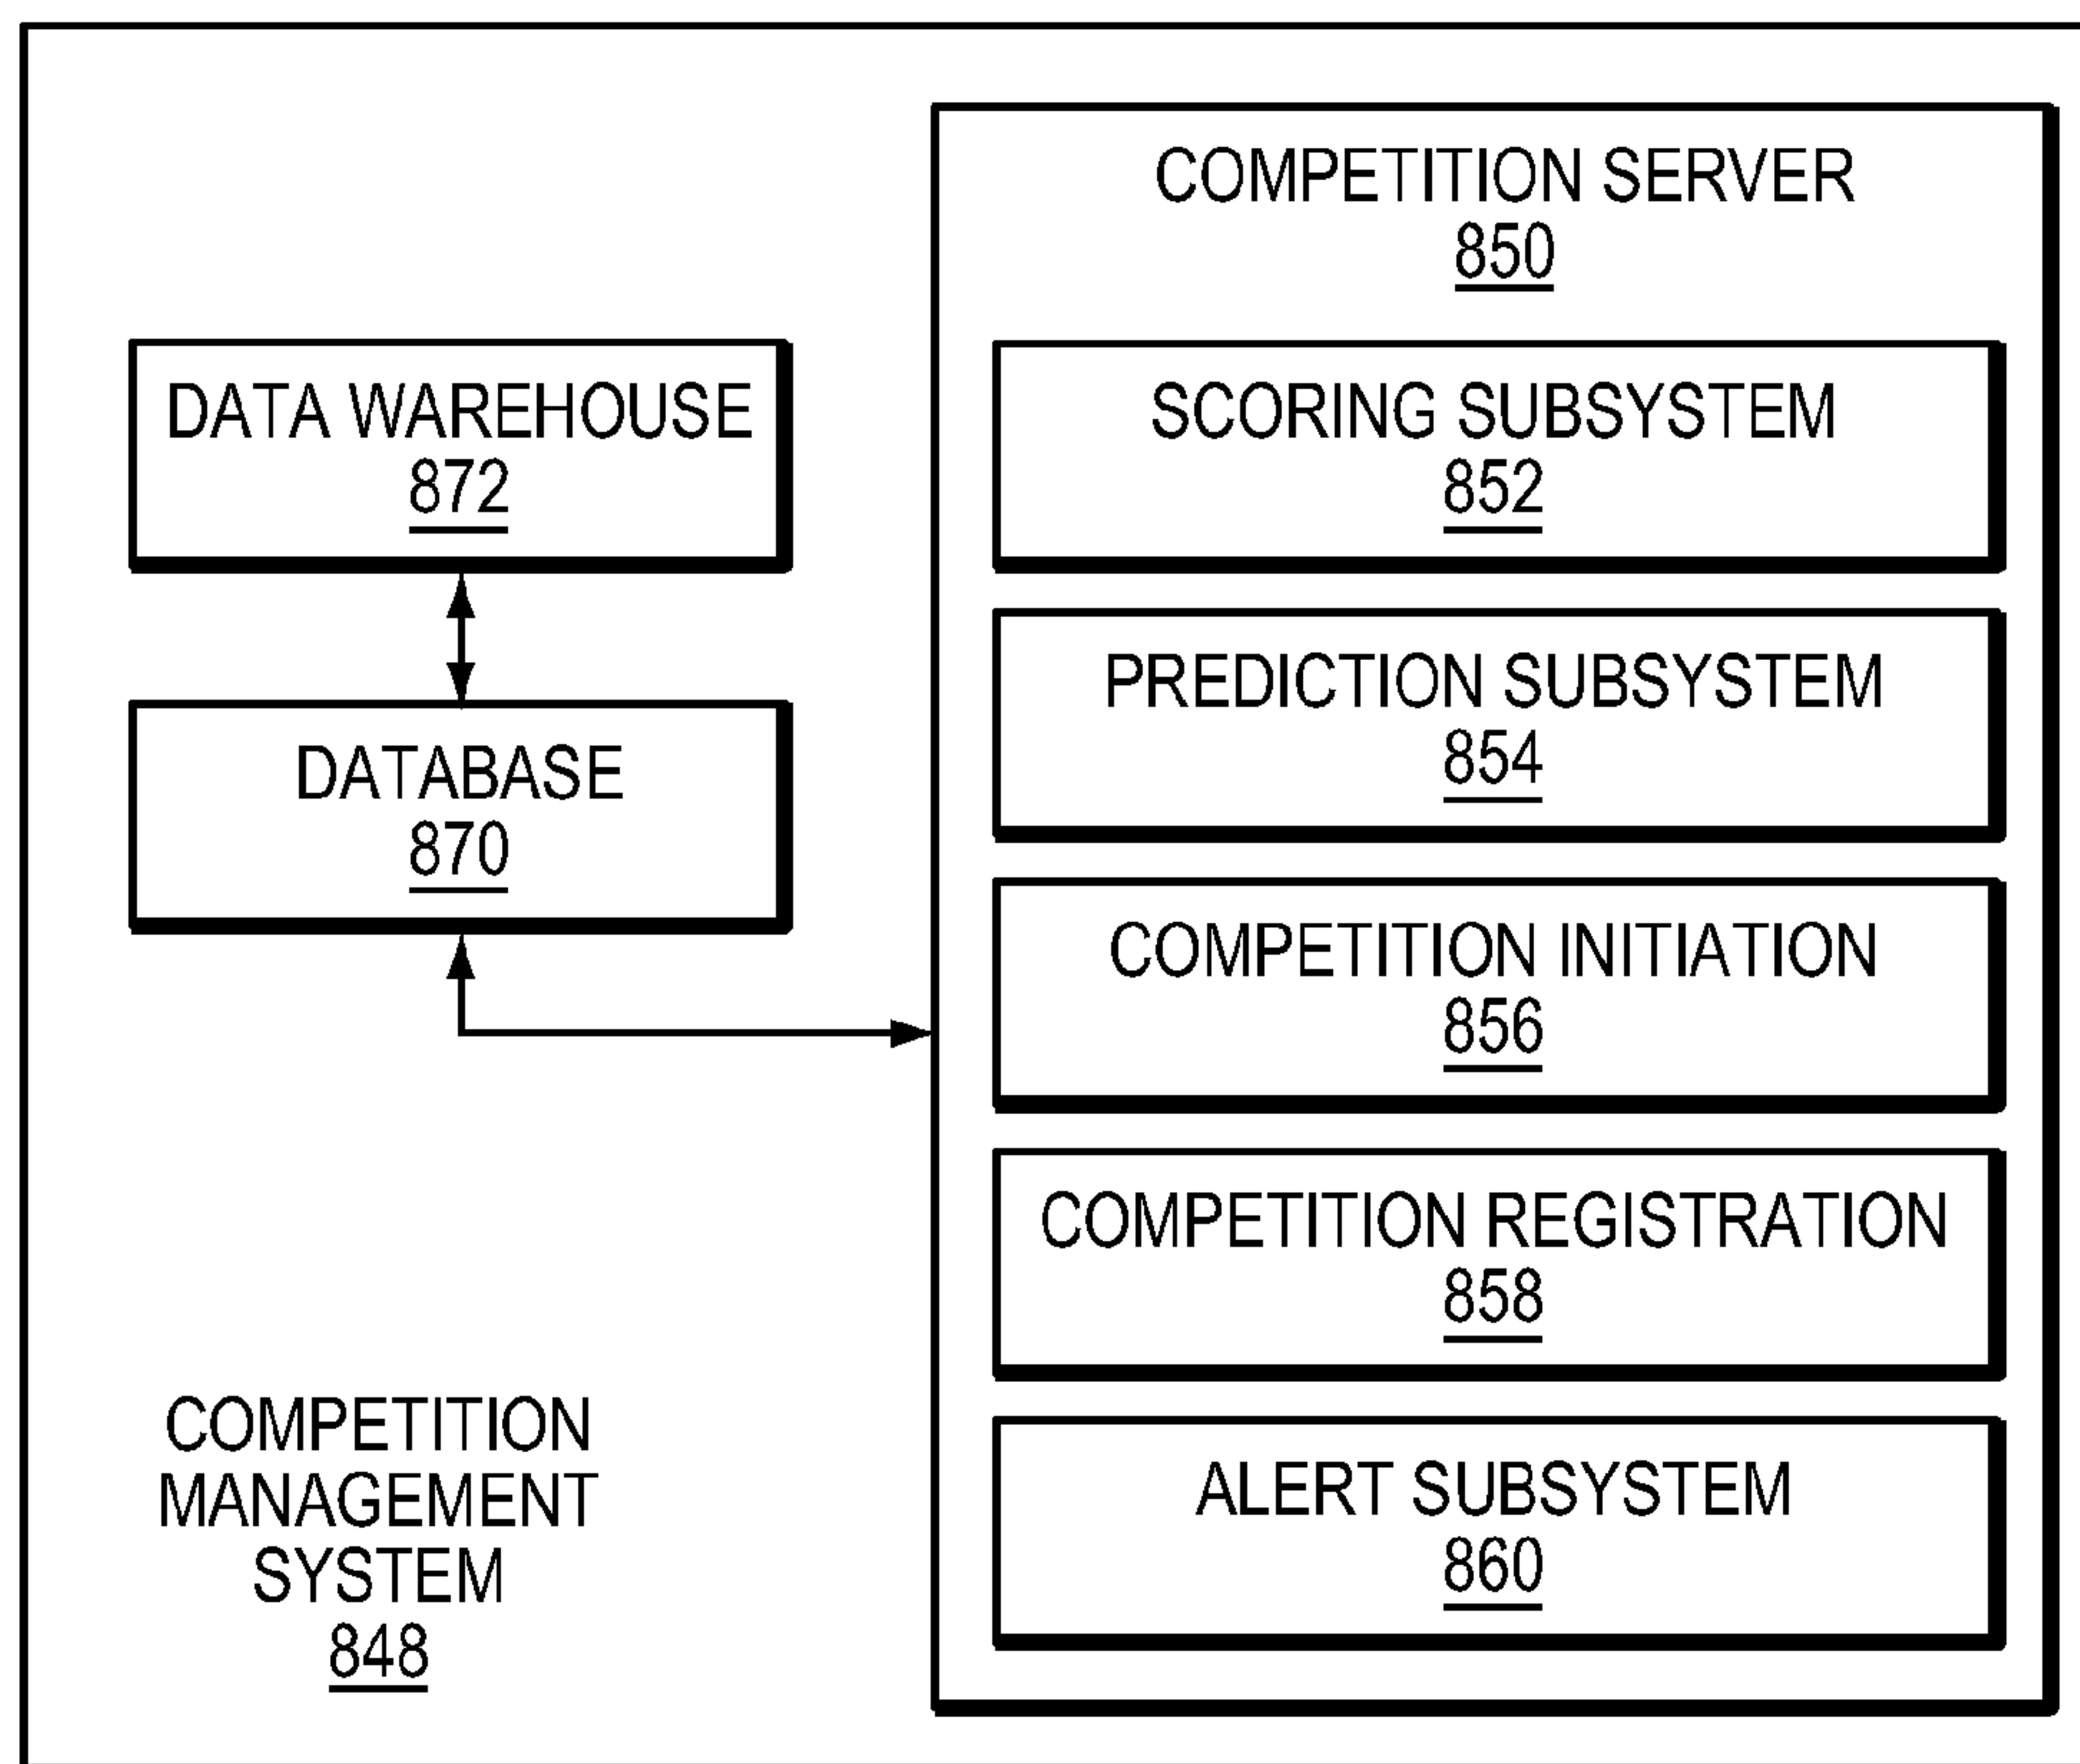 COMPETITION SERVER
850
DATA WAREHOUSE
872
SCORING SUBSYSTEM
852
PREDICTION SUBSYSTEM
854
DATABASE
870
COMPETITION INITIATION
856
COMPETITION REGISTRATION
858
COMPETITION
MANAGEMENT
SYSTEM
848
ALERT SUBSYSTEM
860